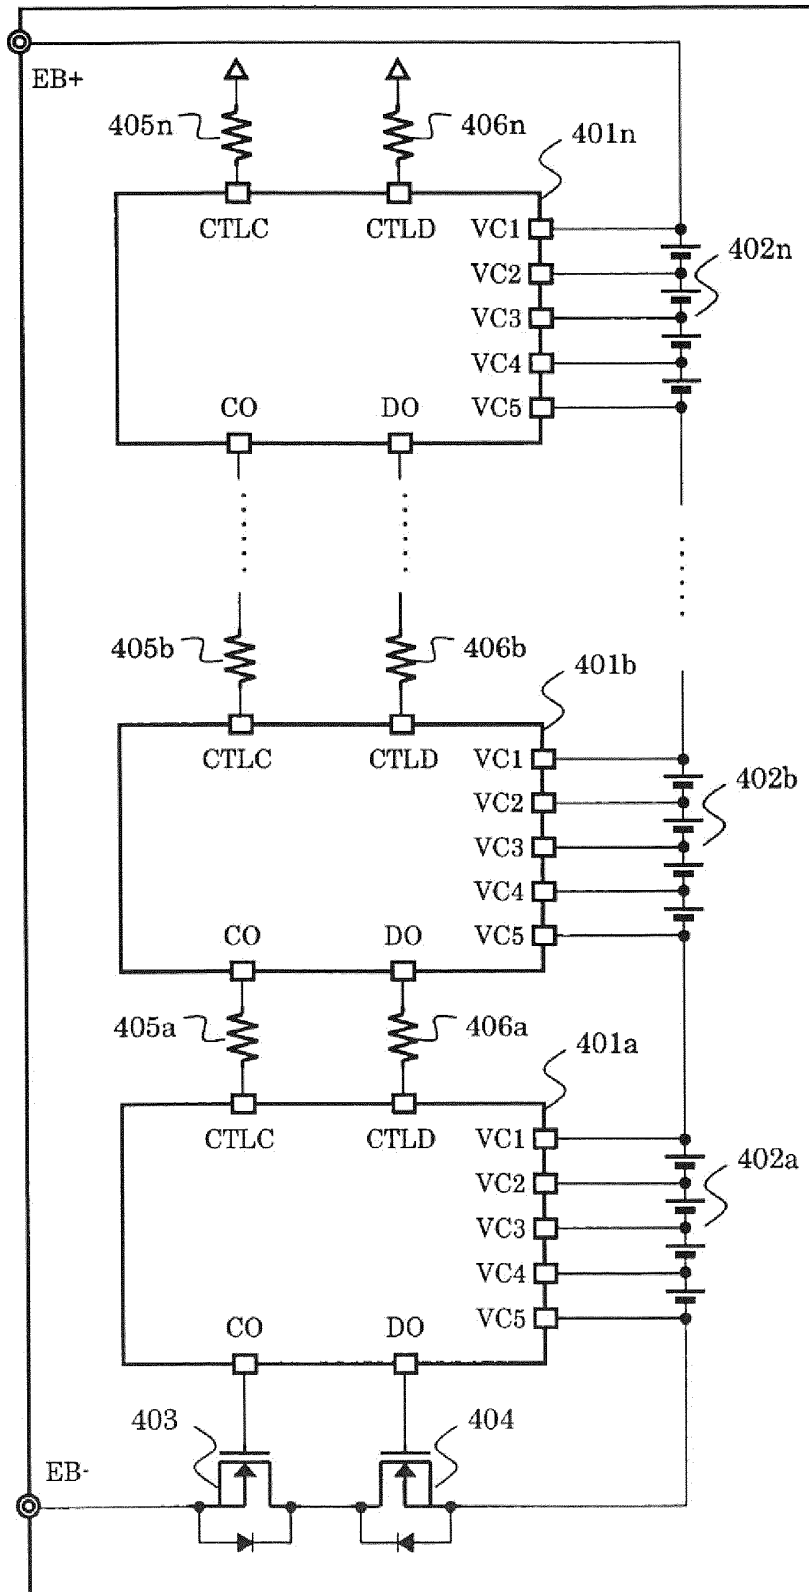 EB+
405n
406n
401n
CTLC
CTLD
VC1
VC2
VC3
VC4
VC5
402n
CO
DO
405b
406b
401b
CTLC
CTLD
VC1
VC2
VC3
VC4
VC5
402b
CO
DO
405a
406a
401a
CTLC
CTLD
VC1
VC2
VC3
VC4
VC5
402a
CO
DO
403
404
EB-